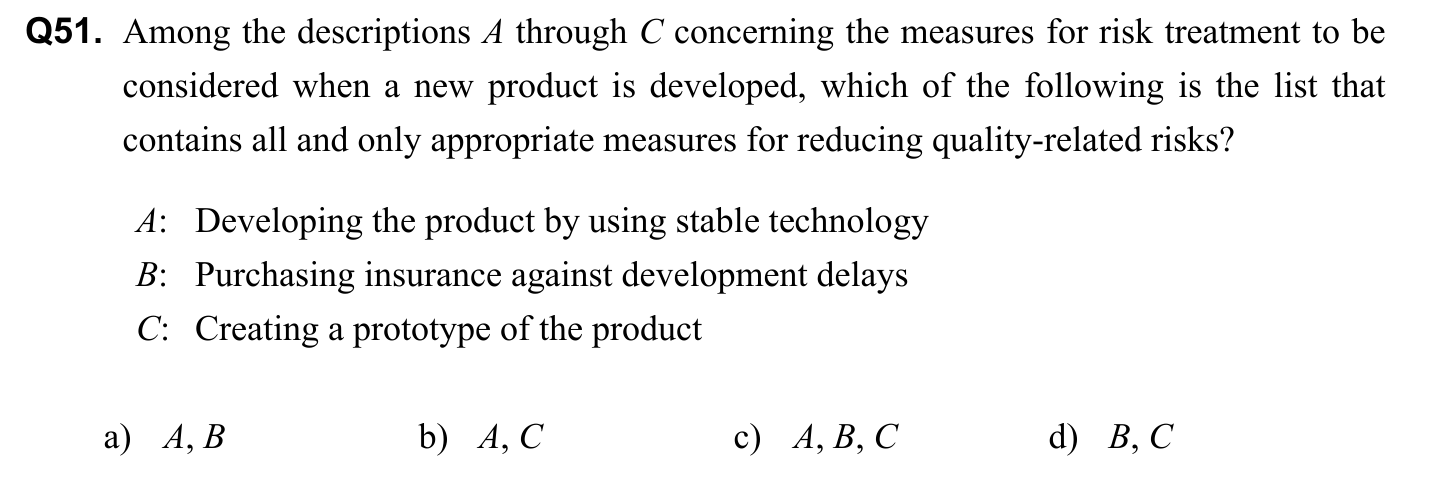 Q51. Among the descriptions A through C concerning the measures for risk treatment to be
considered when a new product is developed, which of the following is the list that
contains all and only appropriate measures for reducing quality-related risks?
A: Developing the product by using stable technology
B: Purchasing insurance against development delays
C: Creating a prototype of the product
a) A, B b) A, C c) A, B, C d) B, C